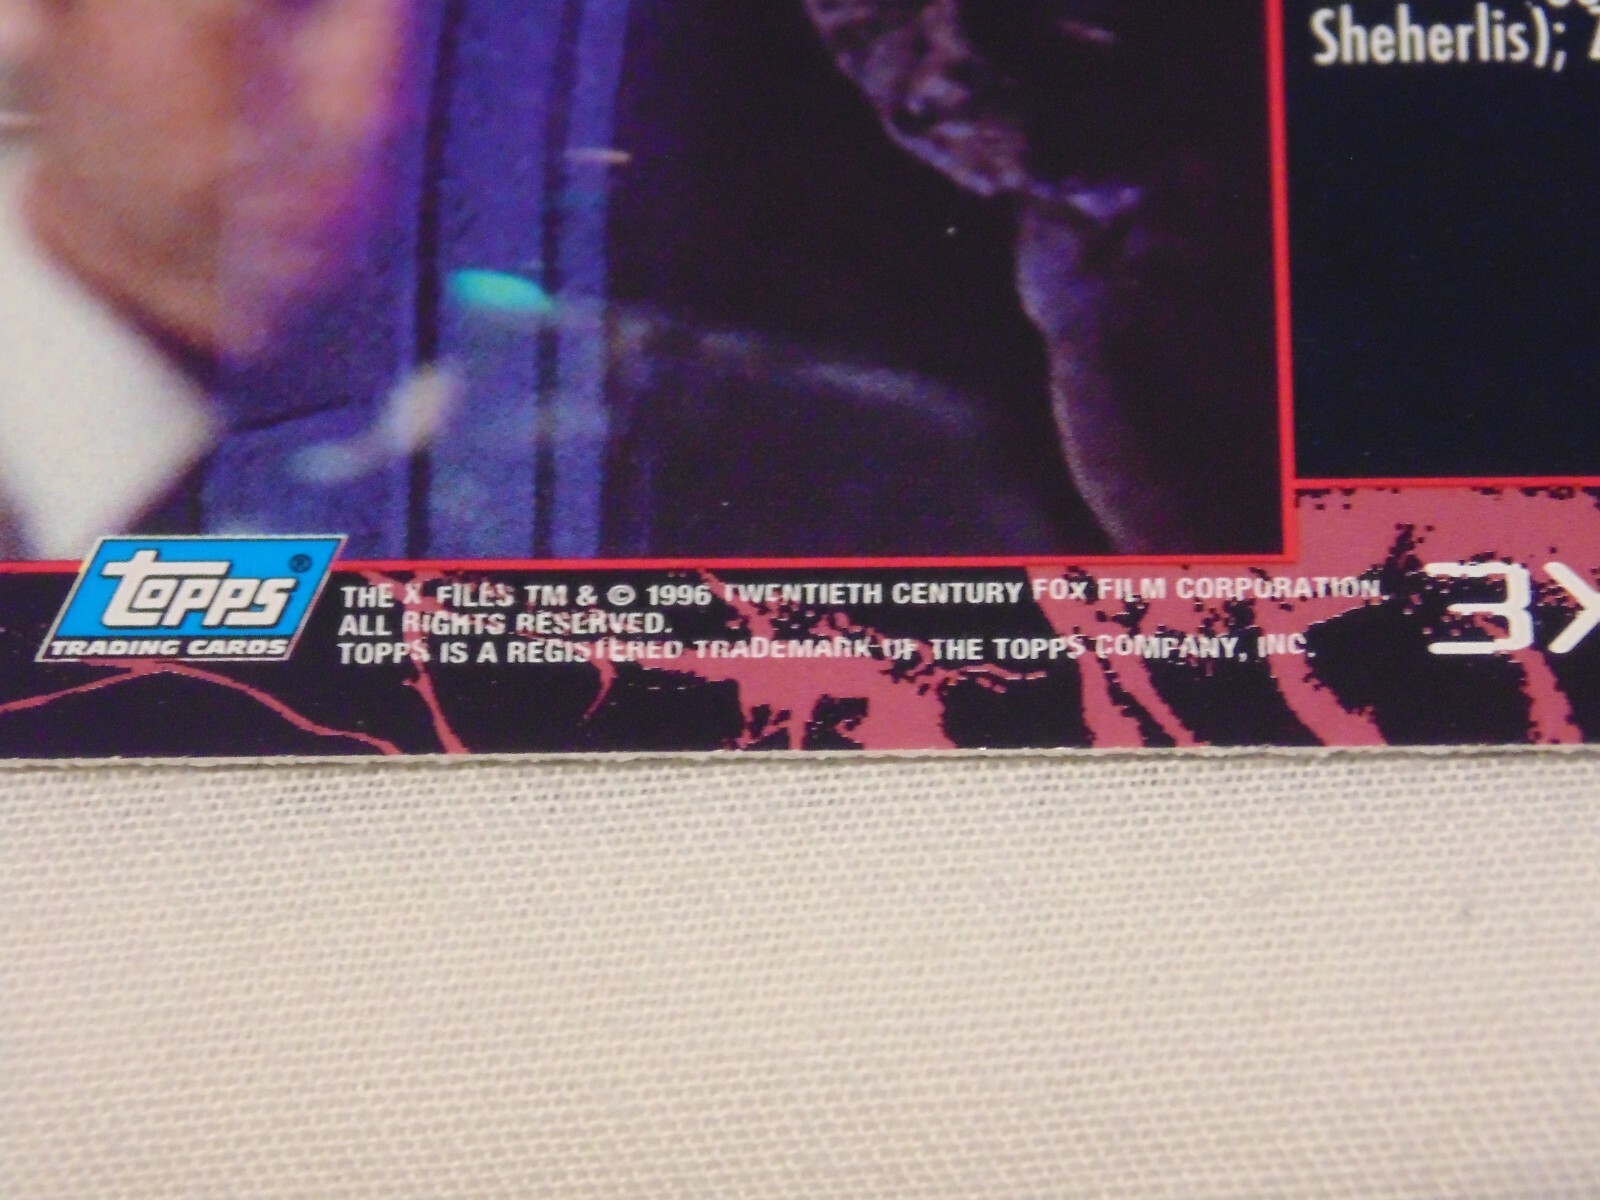 Sheherlis);
topps®
TRADING CARDS
THE X FILES TM & © 1996 TWENTIETH CENTURY FOX FILM CORPORATION.
ALL RIGHTS RESERVED.
TOPPS IS A REGISTERED TRADEMARK OF THE TOPPS COMPANY, INC.
3X